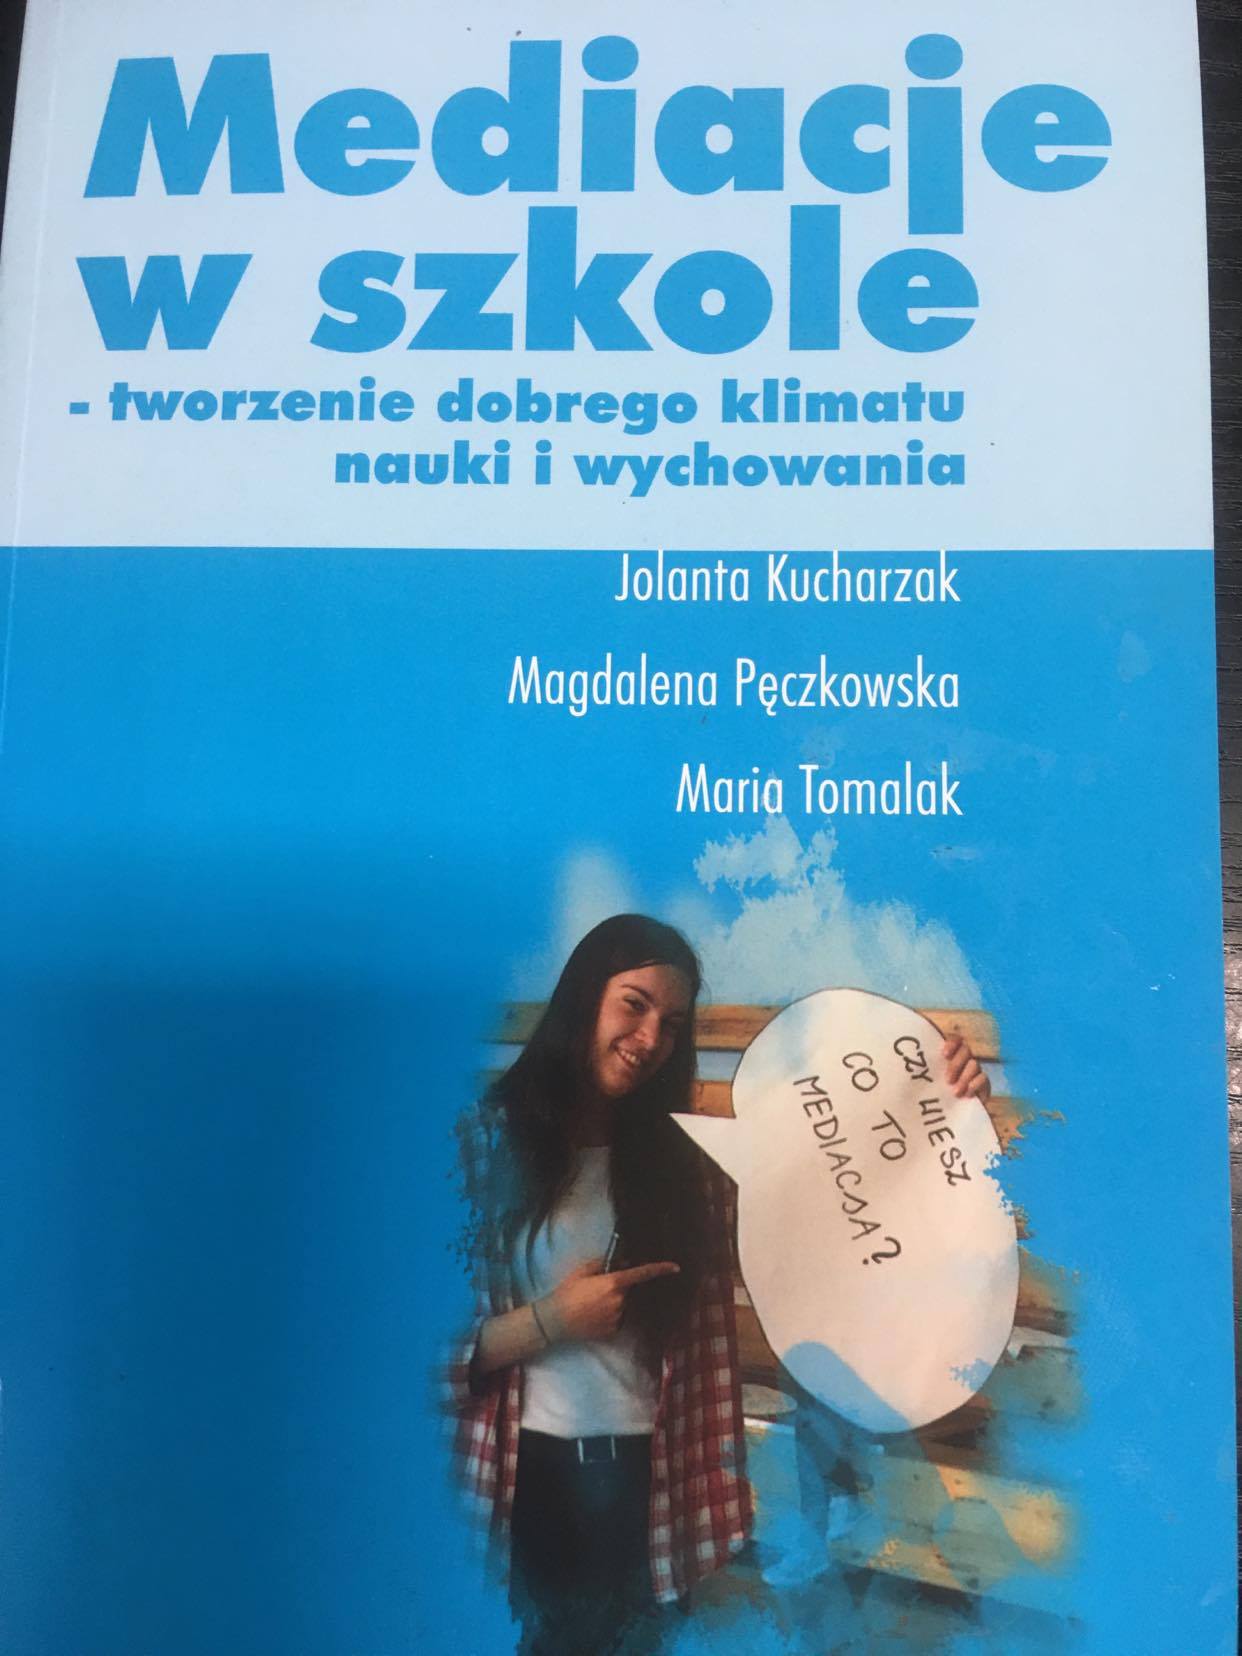 Mediacje
w szkole
- tworzenie dobrego klimatu
nauki i wychowania
Jolanta Kucharzak
Magdalena Pęczkowska
Maria Tomalak
CZY WIESZ
CO TO
MEDIACJA?